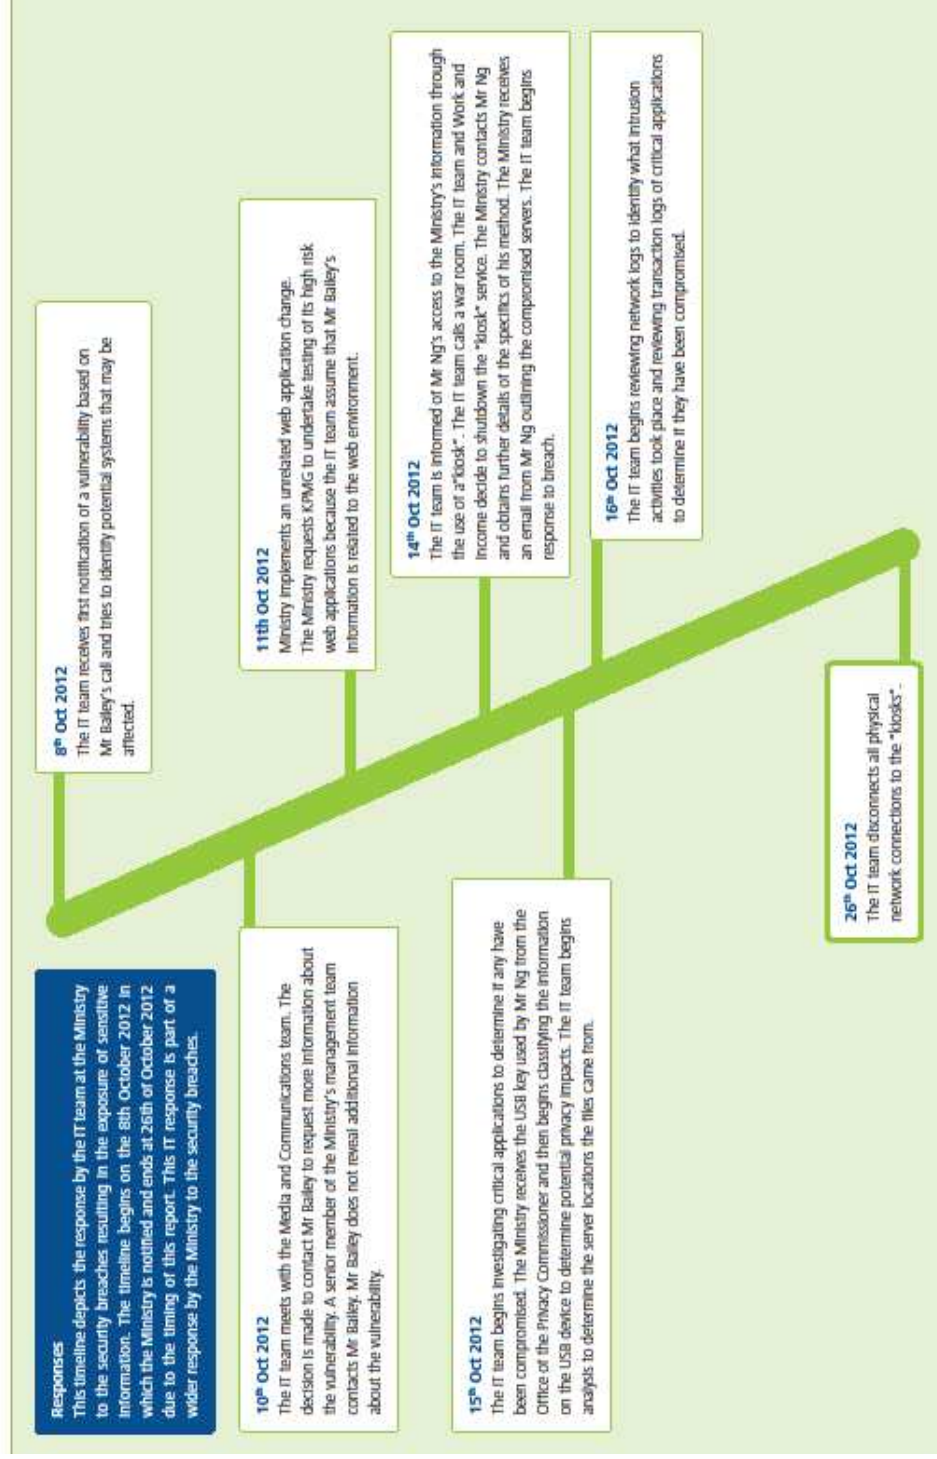 Responses
This timeline depicts the response by the IT team at the Ministry
to the security breaches resulting in the exposure of sensitive
information. The timeline begins on the 8th October 2012 in
which the Ministry is notified and ends at 26th of October 2012
due to the timing of this report. This IT response is part of a
wider response by the Ministry to the security breaches.
8th Oct 2012
The IT team receives first notification of a vulnerability based on
Mr Bailey's call and tries to identify potential systems that may be
affected.
10th Oct 2012
The IT team meets with the Media and Communications team. The
decision is made to contact Mr Bailey to request more information about
the vulnerability. A senior member of the Ministry's management team
contacts Mr Bailey. Mr Bailey does not reveal additional information
about the vulnerability.
11th Oct 2012
Ministry implements an unrelated web application change.
The Ministry requests KPMG to undertake testing of its high risk
web applications because the IT team assume that Mr Bailey's
information is related to the web environment.
14th Oct 2012
The IT team is informed of Mr Ng's access to the Ministry's information through
the use of a"kiosk". The IT team calls a war room. The IT team and Work and
Income decide to shutdown the "kiosk" service. The Ministry contacts Mr Ng
and obtains further details of the specifics of his method. The Ministry receives
an email from Mr Ng outlining the compromised servers. The IT team begins
response to breach.
15th Oct 2012
The IT team begins investigating critical applications to determine if any have
been compromised. The Ministry receives the USB key used by Mr Ng from the
Office of the Privacy Commissioner and then begins classifying the information
on the USB device to determine potential privacy impacts. The IT team begins
analysis to determine the server locations the files came from.
16th Oct 2012
The IT team begins reviewing network logs to identify what intrusion
activities took place and reviewing transaction logs of critical applications
to determine if they have been compromised.
26th Oct 2012
The IT team disconnects all physical
network connections to the "kiosks".